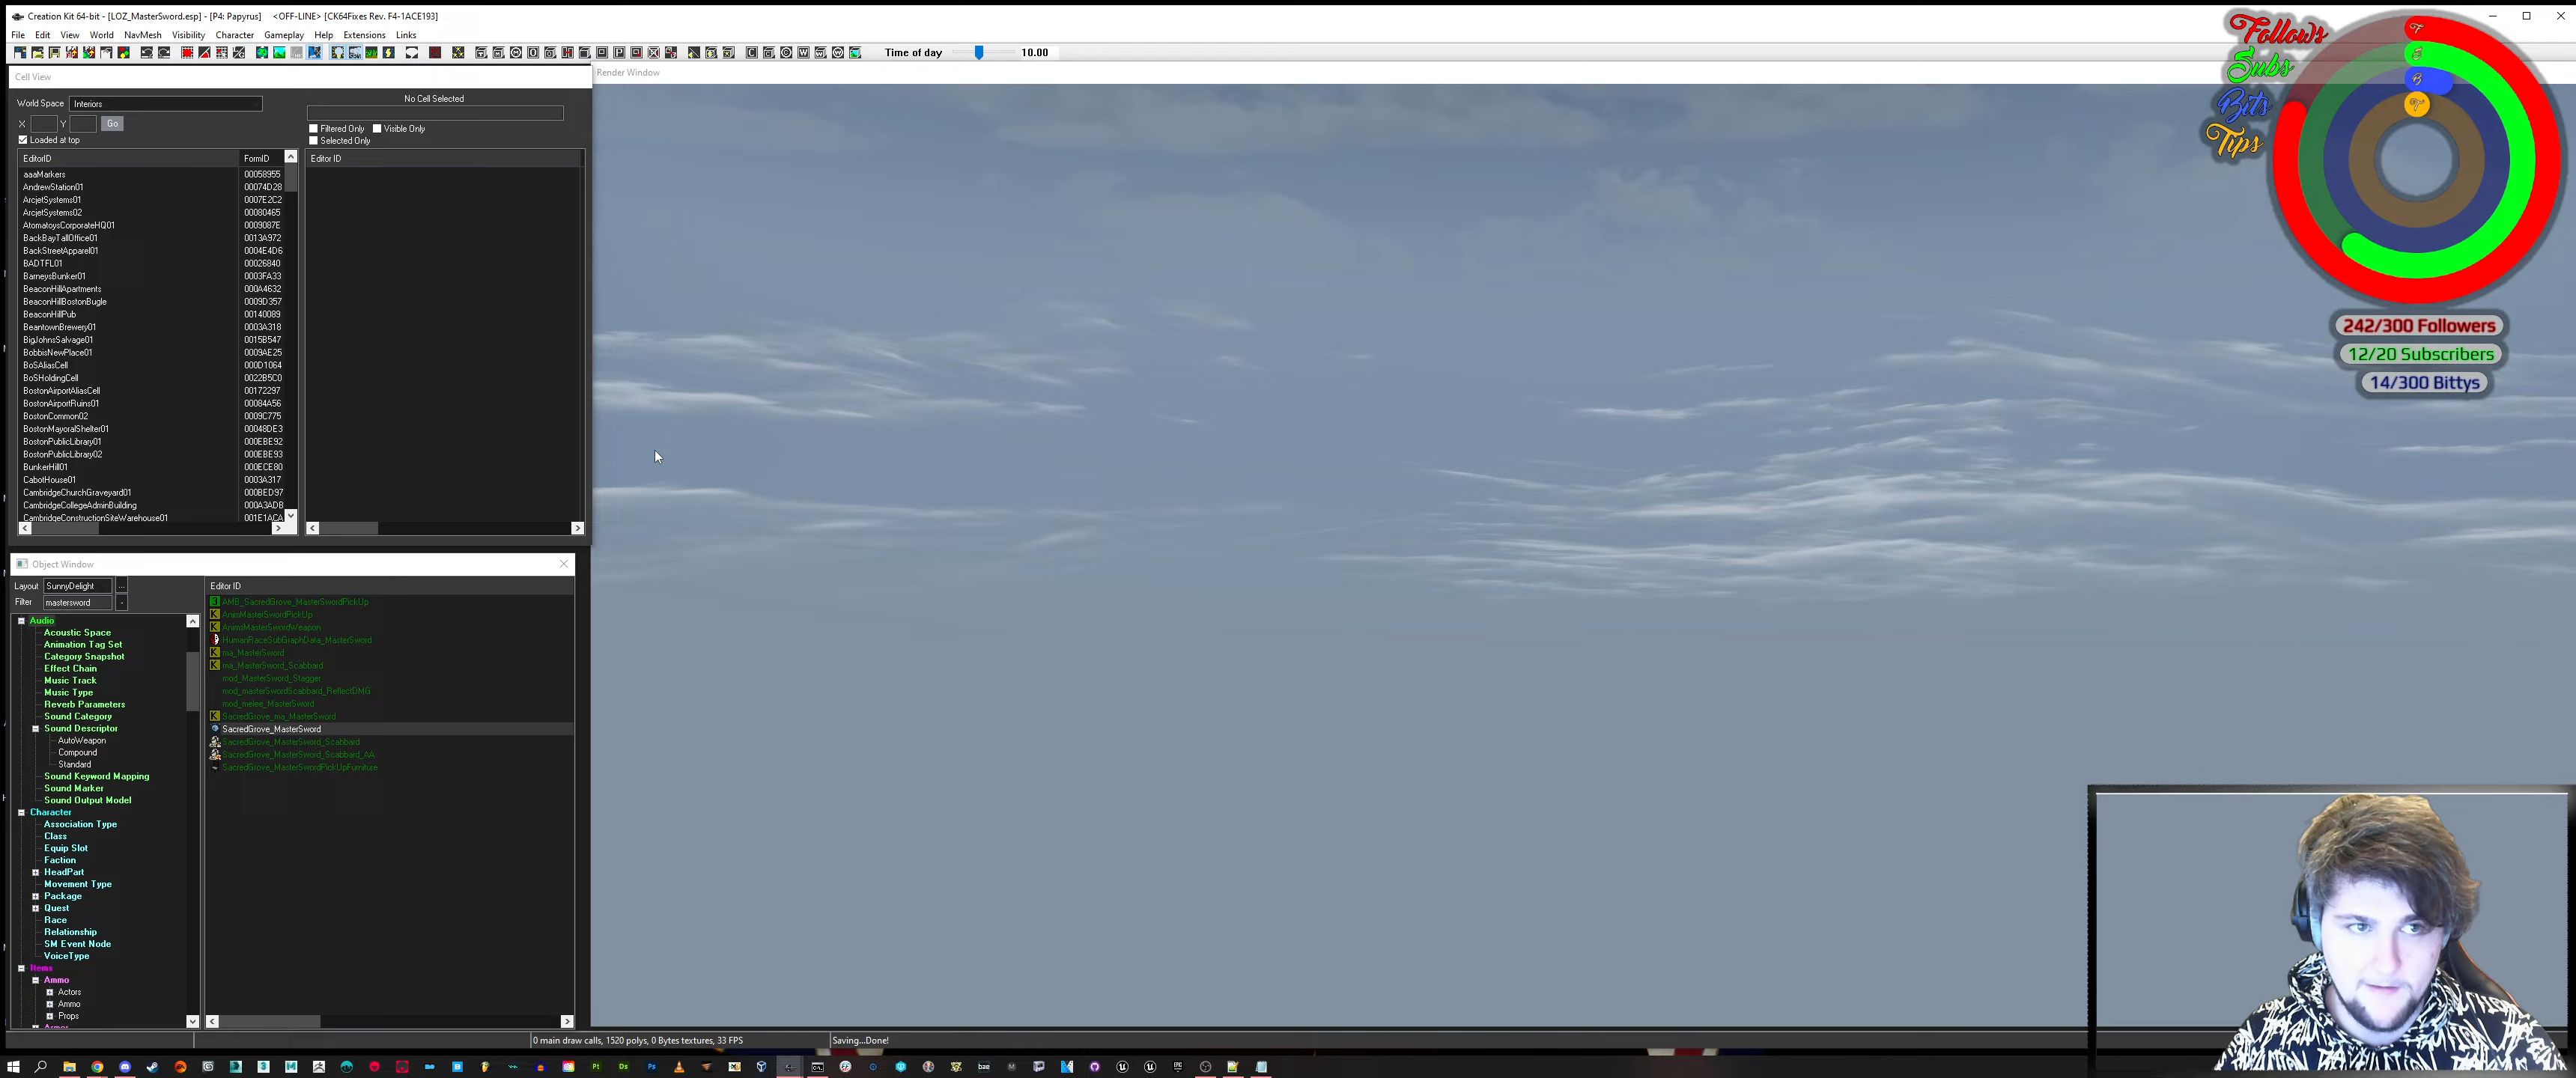 Creation Kit 64-bit - [LOZ_MasterSword.esp] - [P4: Papyrus] <OFF-LINE> [CK64Fixes Rev. F4-1ACE193]
File Edit View World NavMesh Visibility Character Gameplay Help Extensions Links
Time of day 10.00
Cell View
World Space Interiors
X Y Go
Loaded at top
No Cell Selected
Filtered Only Visible Only
Selected Only
EditorID FormID
aaaMarkers 00058955
AndrewStation01 00074D28
ArcjetSystems01 0007E2C2
ArcjetSystems02 00080465
AtomatoysCorporateHQ01 0009087E
BackBayTallOffice01 0013A972
BackStreetApparel01 0004E4D6
BADTFL01 00026840
BarneysBunker01 0003FA33
BeaconHillApartments 000A4632
BeaconHillBostonBugle 0009D357
BeaconHillPub 00140089
BeantownBrewery01 0003A318
BigJohnsSalvage01 0015B547
BobbisNewPlace01 0009AE25
BoSAliasCell 000D1064
BoSHoldingCell 0022B5C0
BostonAirportAliasCell 00172297
BostonAirportRuins01 00084A56
BostonCommon02 0009C775
BostonMayoralShelter01 00048DE3
BostonPublicLibrary01 000EBE92
BostonPublicLibrary02 000EBE93
BunkerHill01 000ECE80
CabotHouse01 0003A317
CambridgeChurchGraveyard01 000BED97
CambridgeCollegeAdminBuilding 000A3ADB
CambridgeConstructionSiteWarehouse01 001E1ACA
Editor ID
Render Window
Object Window
Layout SunnyDelight ...
Filter mastersword
Audio
Acoustic Space
Animation Tag Set
Category Snapshot
Effect Chain
Music Track
Music Type
Reverb Parameters
Sound Category
Sound Descriptor
AutoWeapon
Compound
Standard
Sound Keyword Mapping
Sound Marker
Sound Output Model
Character
Association Type
Class
Equip Slot
Faction
HeadPart
Movement Type
Package
Quest
Race
Relationship
SM Event Node
VoiceType
Items
Ammo
Actors
Ammo
Props
Armor
Editor ID
AMB_SacredGrove_MasterSwordPickUp
AnimMasterSwordPickUp
AnimsMasterSwordWeapon
HumanRaceSubGraphData_MasterSword
ma_MasterSword
ma_MasterSword_Scabbard
mod_MasterSword_Stagger
mod_masterSwordScabbard_ReflectDMG
mod_melee_MasterSword
SacredGrove_ma_MasterSword
SacredGrove_MasterSword
SacredGrove_MasterSword_Scabbard
SacredGrove_MasterSword_Scabbard_AA
SacredGrove_MasterSwordPickUpFurniture
0 main draw calls, 1520 polys, 0 Bytes textures, 33 FPS
Saving...Done!
Follows
Subs
Bits
Tips
F
B
T
242/300 Followers
12/20 Subscribers
14/300 Bittys
Pt
Ds
Ps
bae